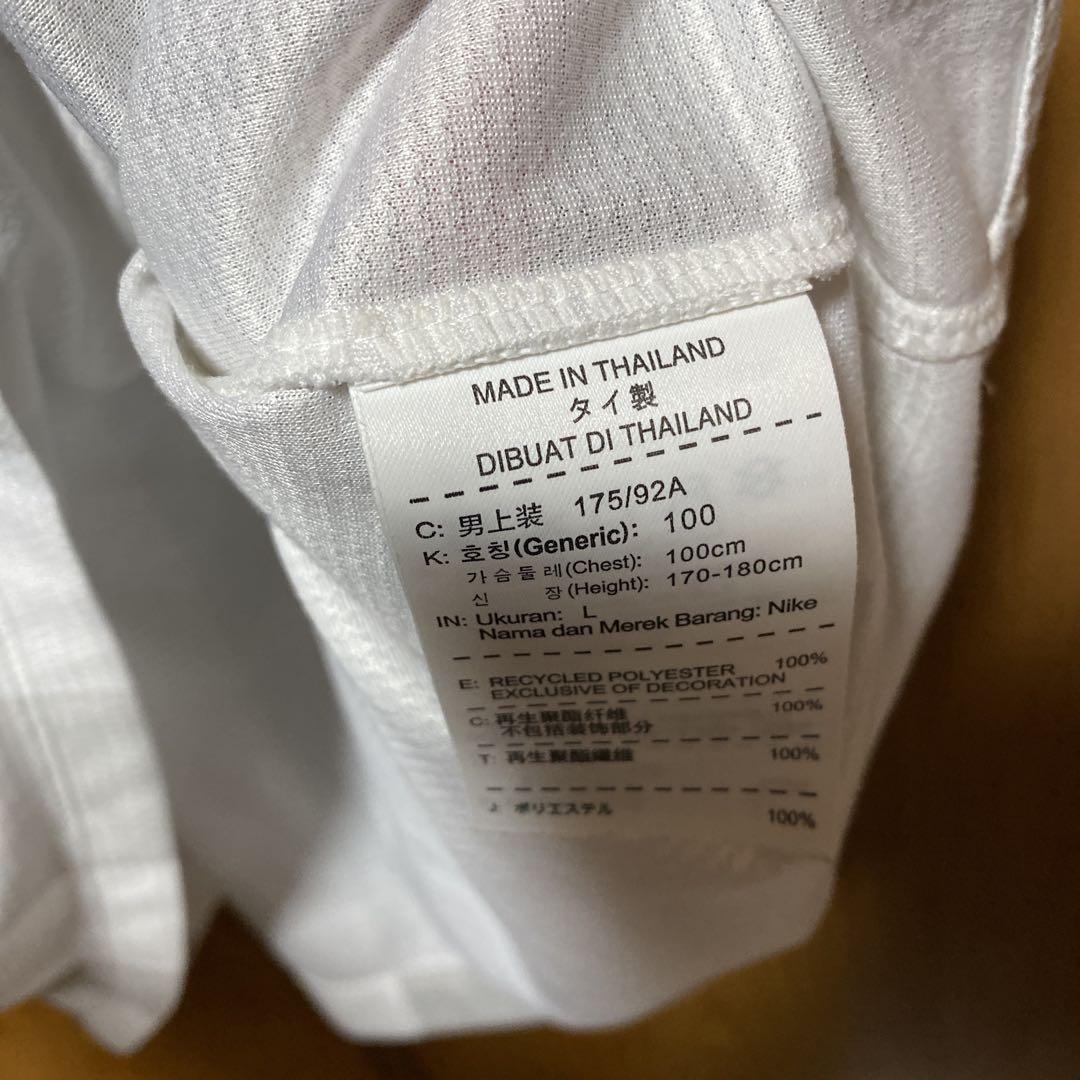 MADE IN THAILAND
タイ製
DIBUAT DI THAILAND
C: 男上装 175/92A
K: 호칭(Generic): 100
가슴둘레(Chest): 100cm
신 장(Height): 170-180cm
IN: Ukuran: L
Nama dan Merek Barang: Nike
E: RECYCLED POLYESTER 100%
EXCLUSIVE OF DECORATION
C: 再生聚酯纤维 100%
不包括装饰部分
T: 再生聚酯纖維 100%
J: ポリエステル 100%